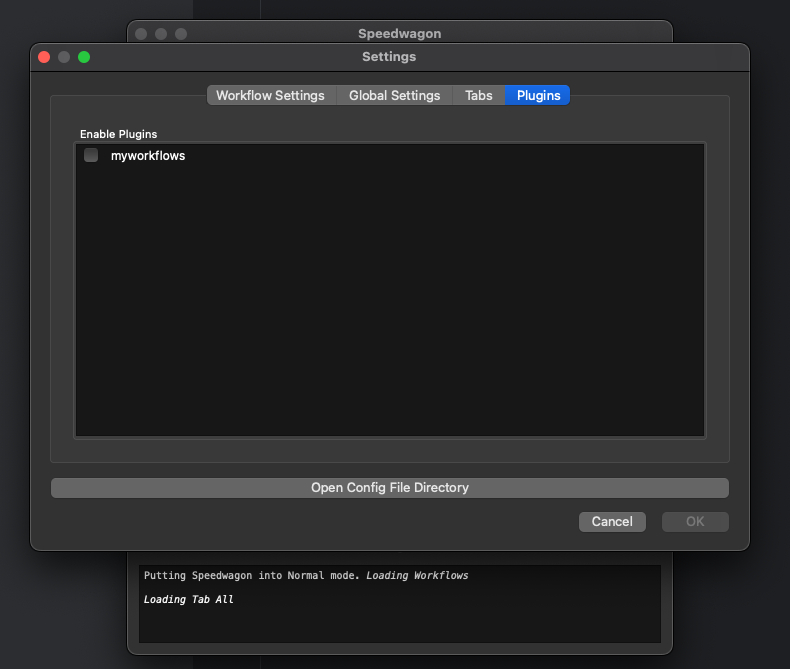 Speedwagon
Settings
Workflow Settings Global Settings Tabs Plugins
Enable Plugins
myworkflows
Open Config File Directory
Cancel OK
Putting Speedwagon into Normal mode. Loading Workflows
Loading Tab All